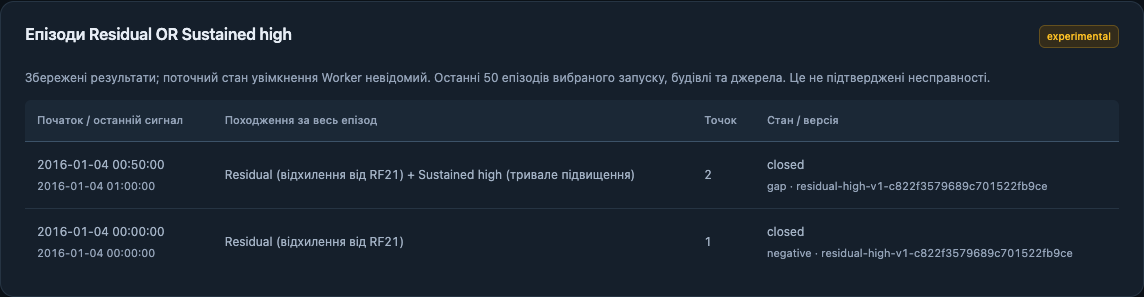 Епізоди Residual OR Sustained high
experimental
Збережені результати; поточний стан увімкнення Worker невідомий. Останні 50 епізодів вибраного запуску, будівлі та джерела. Це не підтверджені несправності.
Початок / останній сигнал Походження за весь епізод Точок Стан / версія
2016-01-04 00:50:00
2016-01-04 01:00:00
Residual (відхилення від RF21) + Sustained high (тривале підвищення)
2
closed
gap · residual-high-v1-c822f3579689c701522fb9ce
2016-01-04 00:00:00
2016-01-04 00:00:00
Residual (відхилення від RF21)
1
closed
negative · residual-high-v1-c822f3579689c701522fb9ce